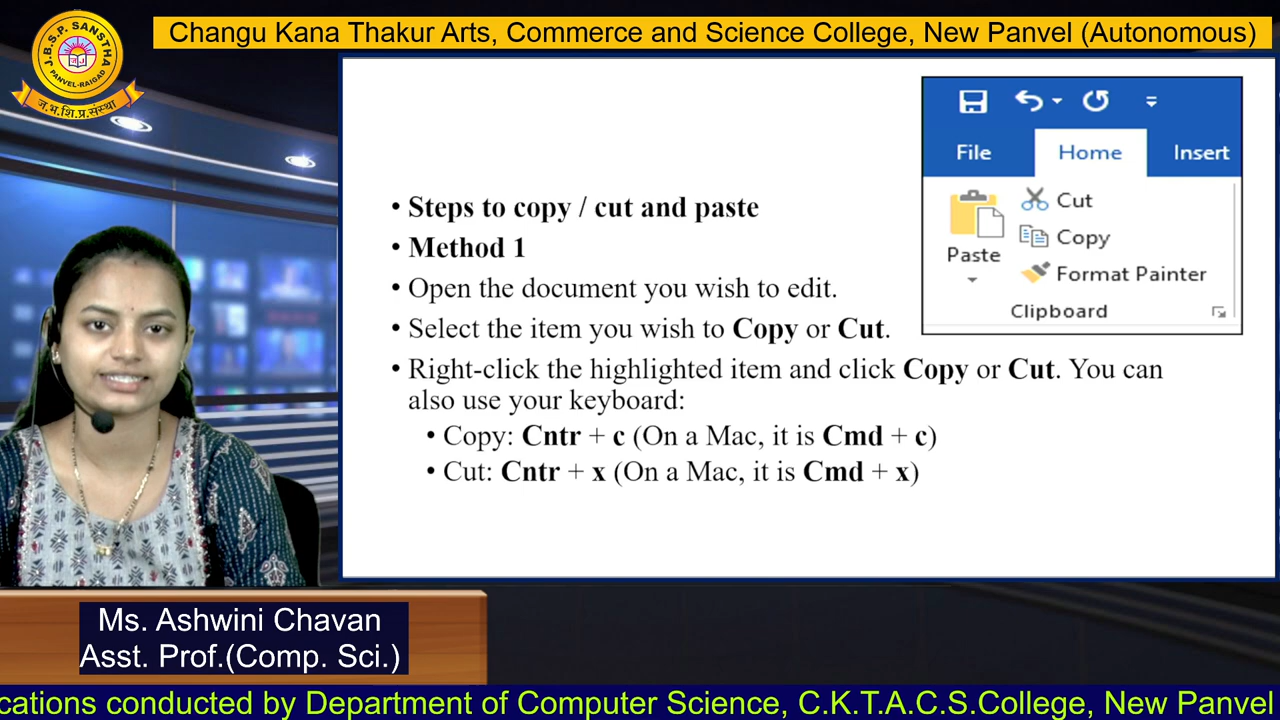 Changu Kana Thakur Arts, Commerce and Science College, New Panvel (Autonomous)
J.B.S.P. SANSTHA
PANVEL-RAIGAD
ज.भ.शि.प्र.संस्था
• Steps to copy / cut and paste
• Method 1
• Open the document you wish to edit.
• Select the item you wish to Copy or Cut.
• Right-click the highlighted item and click Copy or Cut. You can
also use your keyboard:
• Copy: Cntr + c (On a Mac, it is Cmd + c)
• Cut: Cntr + x (On a Mac, it is Cmd + x)
File Home Insert
Cut
Copy
Paste
Format Painter
Clipboard
Ms. Ashwini Chavan
Asst. Prof.(Comp. Sci.)
cations conducted by Department of Computer Science, C.K.T.A.C.S.College, New Panvel